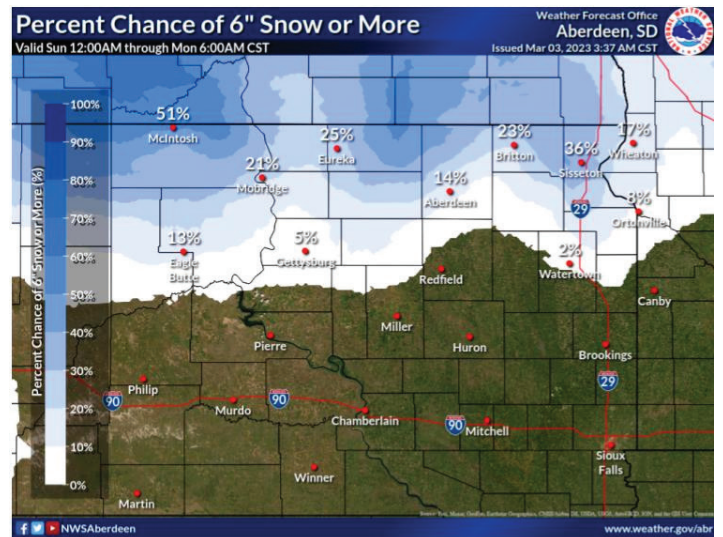 Percent Chance of 6" Snow or More
Valid Sun 12:00AM through Mon 6:00AM CST
Weather Forecast Office
Aberdeen, SD
Issued Mar 03, 2023 3:37 AM CST
Percent Chance of 6" Snow or More (%)
100%
90%
80%
70%
60%
50%
40%
30%
20%
10%
0%
51%
McIntosh
21%
Mobridge
25%
Eureka
14%
Aberdeen
23%
Britton
36%
Sisseton
17%
Wheaton
8%
Ortonville
13%
Eagle
Butte
5%
Gettysburg
2%
Watertown
29
Redfield
Canby
Miller
Pierre
Huron
Brookings
Philip
90
Murdo
90
29
Chamberlain
90
Mitchell
Sioux
Falls
Winner
Martin
NWSAberdeen
www.weather.gov/abr